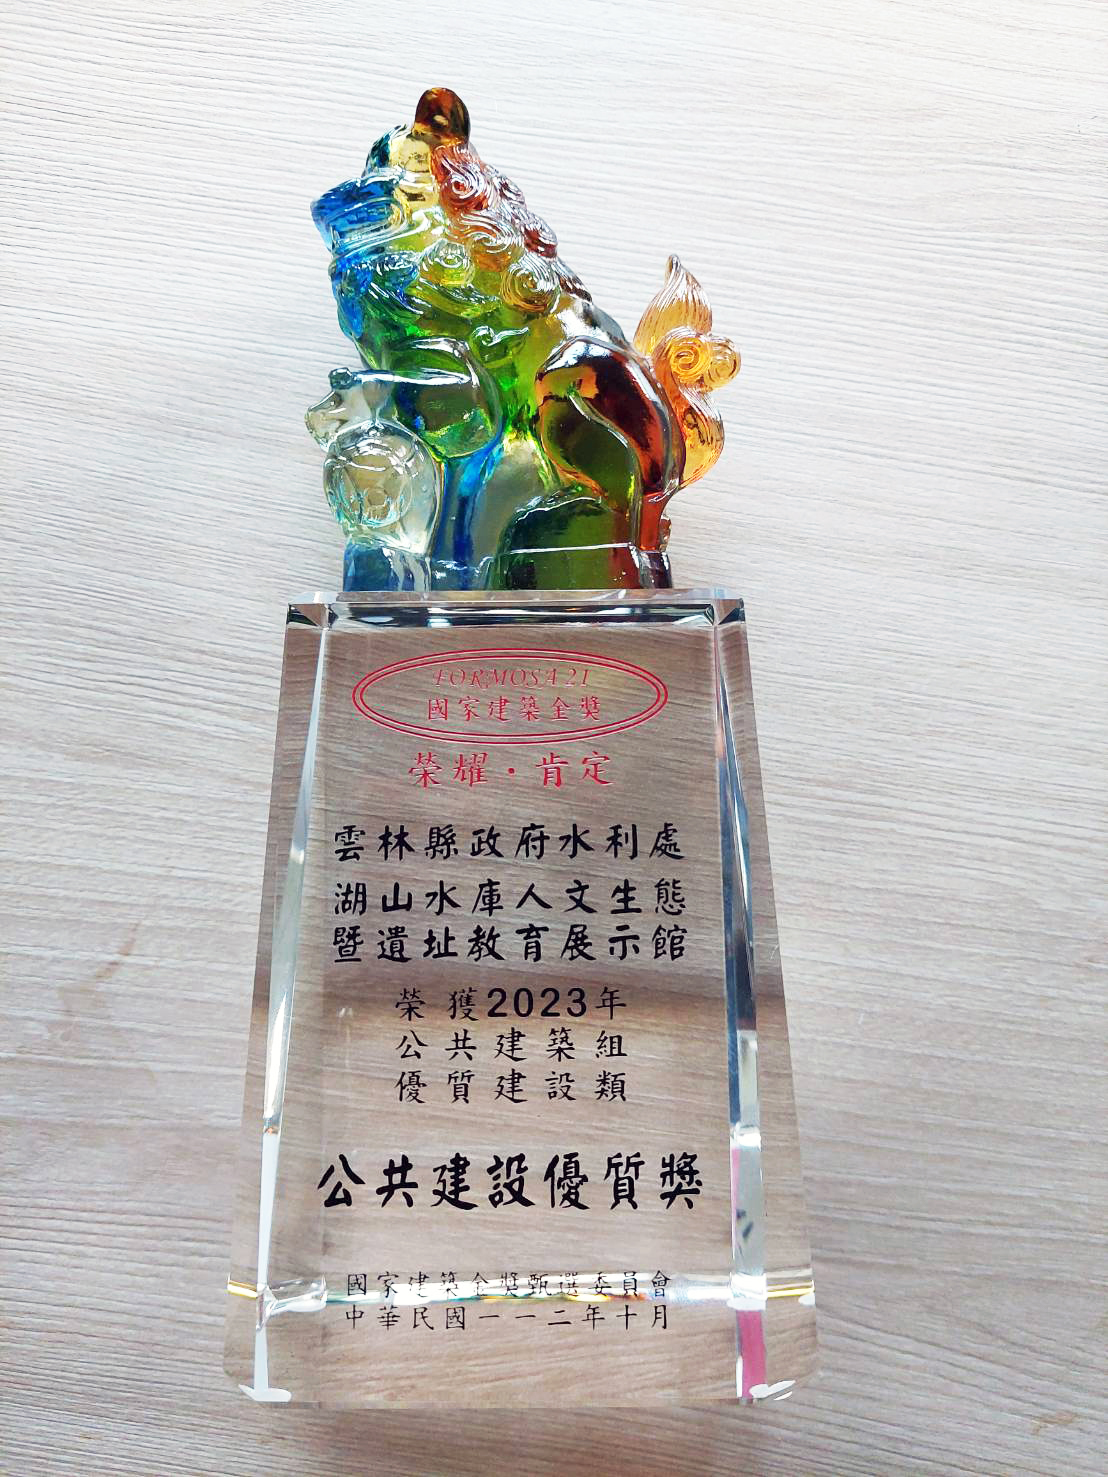 FORMOSA 21
國家建築金獎
榮耀·肯定
雲林縣政府水利處
湖山水庫人文生態
暨遺址教育展示館
榮獲2023年
公共建築組
優質建設類
公共建設優質獎
國家建築金獎甄選委員會
中華民國一一二年十月